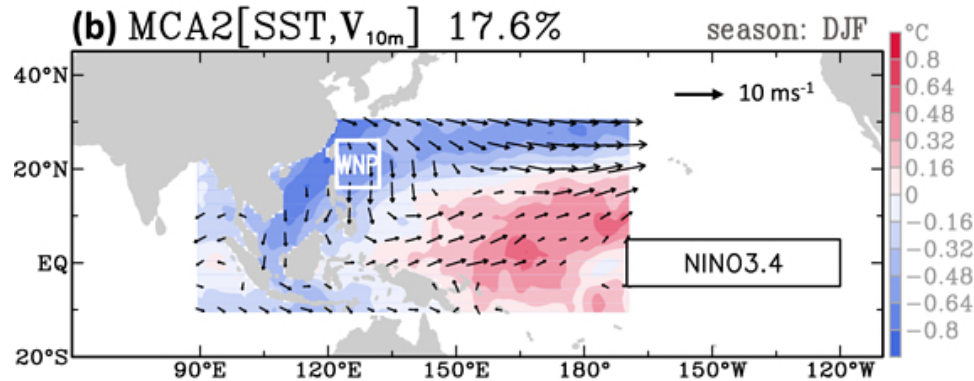 (b) MCA2[SST,V10m] 17.6% season: DJF °C
40°N
20°N
EQ
20°S
10 ms-1
WNP
NINO3.4
90°E 120°E 150°E 180° 150°W 120°W
0.8
0.64
0.48
0.32
0.16
0
-0.16
-0.32
-0.48
-0.64
-0.8